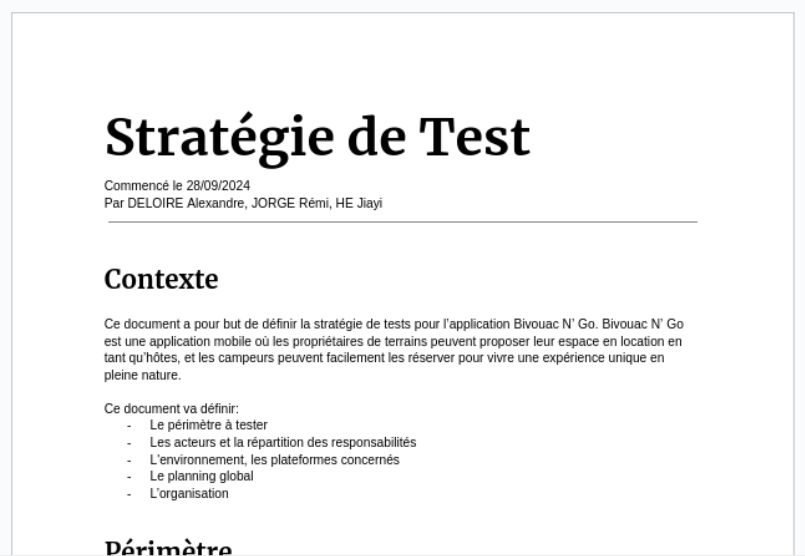 Stratégie de Test
Commencé le 28/09/2024
Par DELOIRE Alexandre, JORGE Rémi, HE Jiayi
Contexte
Ce document a pour but de définir la stratégie de tests pour l'application Bivouac N' Go. Bivouac N' Go
est une application mobile où les propriétaires de terrains peuvent proposer leur espace en location en
tant qu'hôtes, et les campeurs peuvent facilement les réserver pour vivre une expérience unique en
pleine nature.
Ce document va définir:
- Le périmètre à tester
- Les acteurs et la répartition des responsabilités
- L'environnement, les plateformes concernés
- Le planning global
- L'organisation
Périmètre